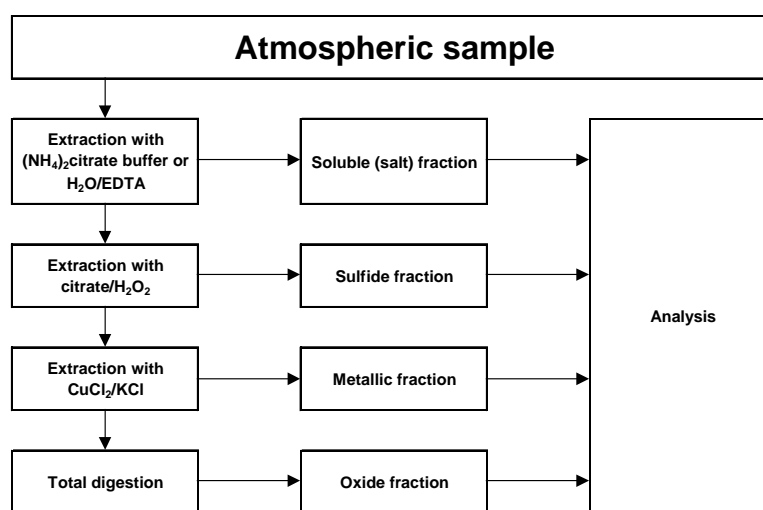 Atmospheric sample
Extraction with
(NH₄)₂citrate buffer or
H₂O/EDTA
Soluble (salt) fraction
Extraction with
citrate/H₂O₂
Sulfide fraction
Analysis
Extraction with
CuCl₂/KCl
Metallic fraction
Total digestion
Oxide fraction